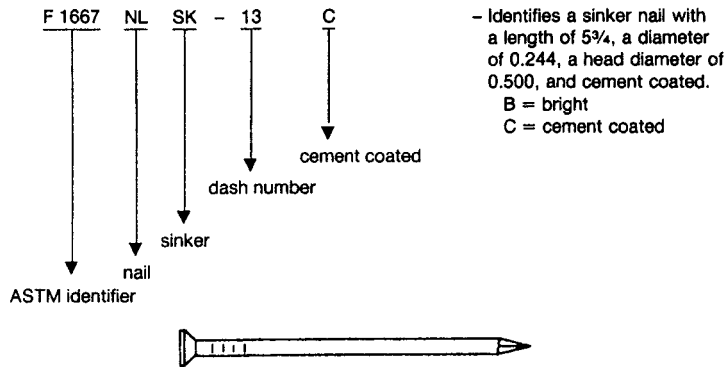 F 1667 NL SK – 13 C
– Identifies a sinker nail with
a length of 5¾, a diameter
of 0.244, a head diameter of
0.500, and cement coated.
B = bright
C = cement coated
cement coated
dash number
sinker
nail
ASTM identifier